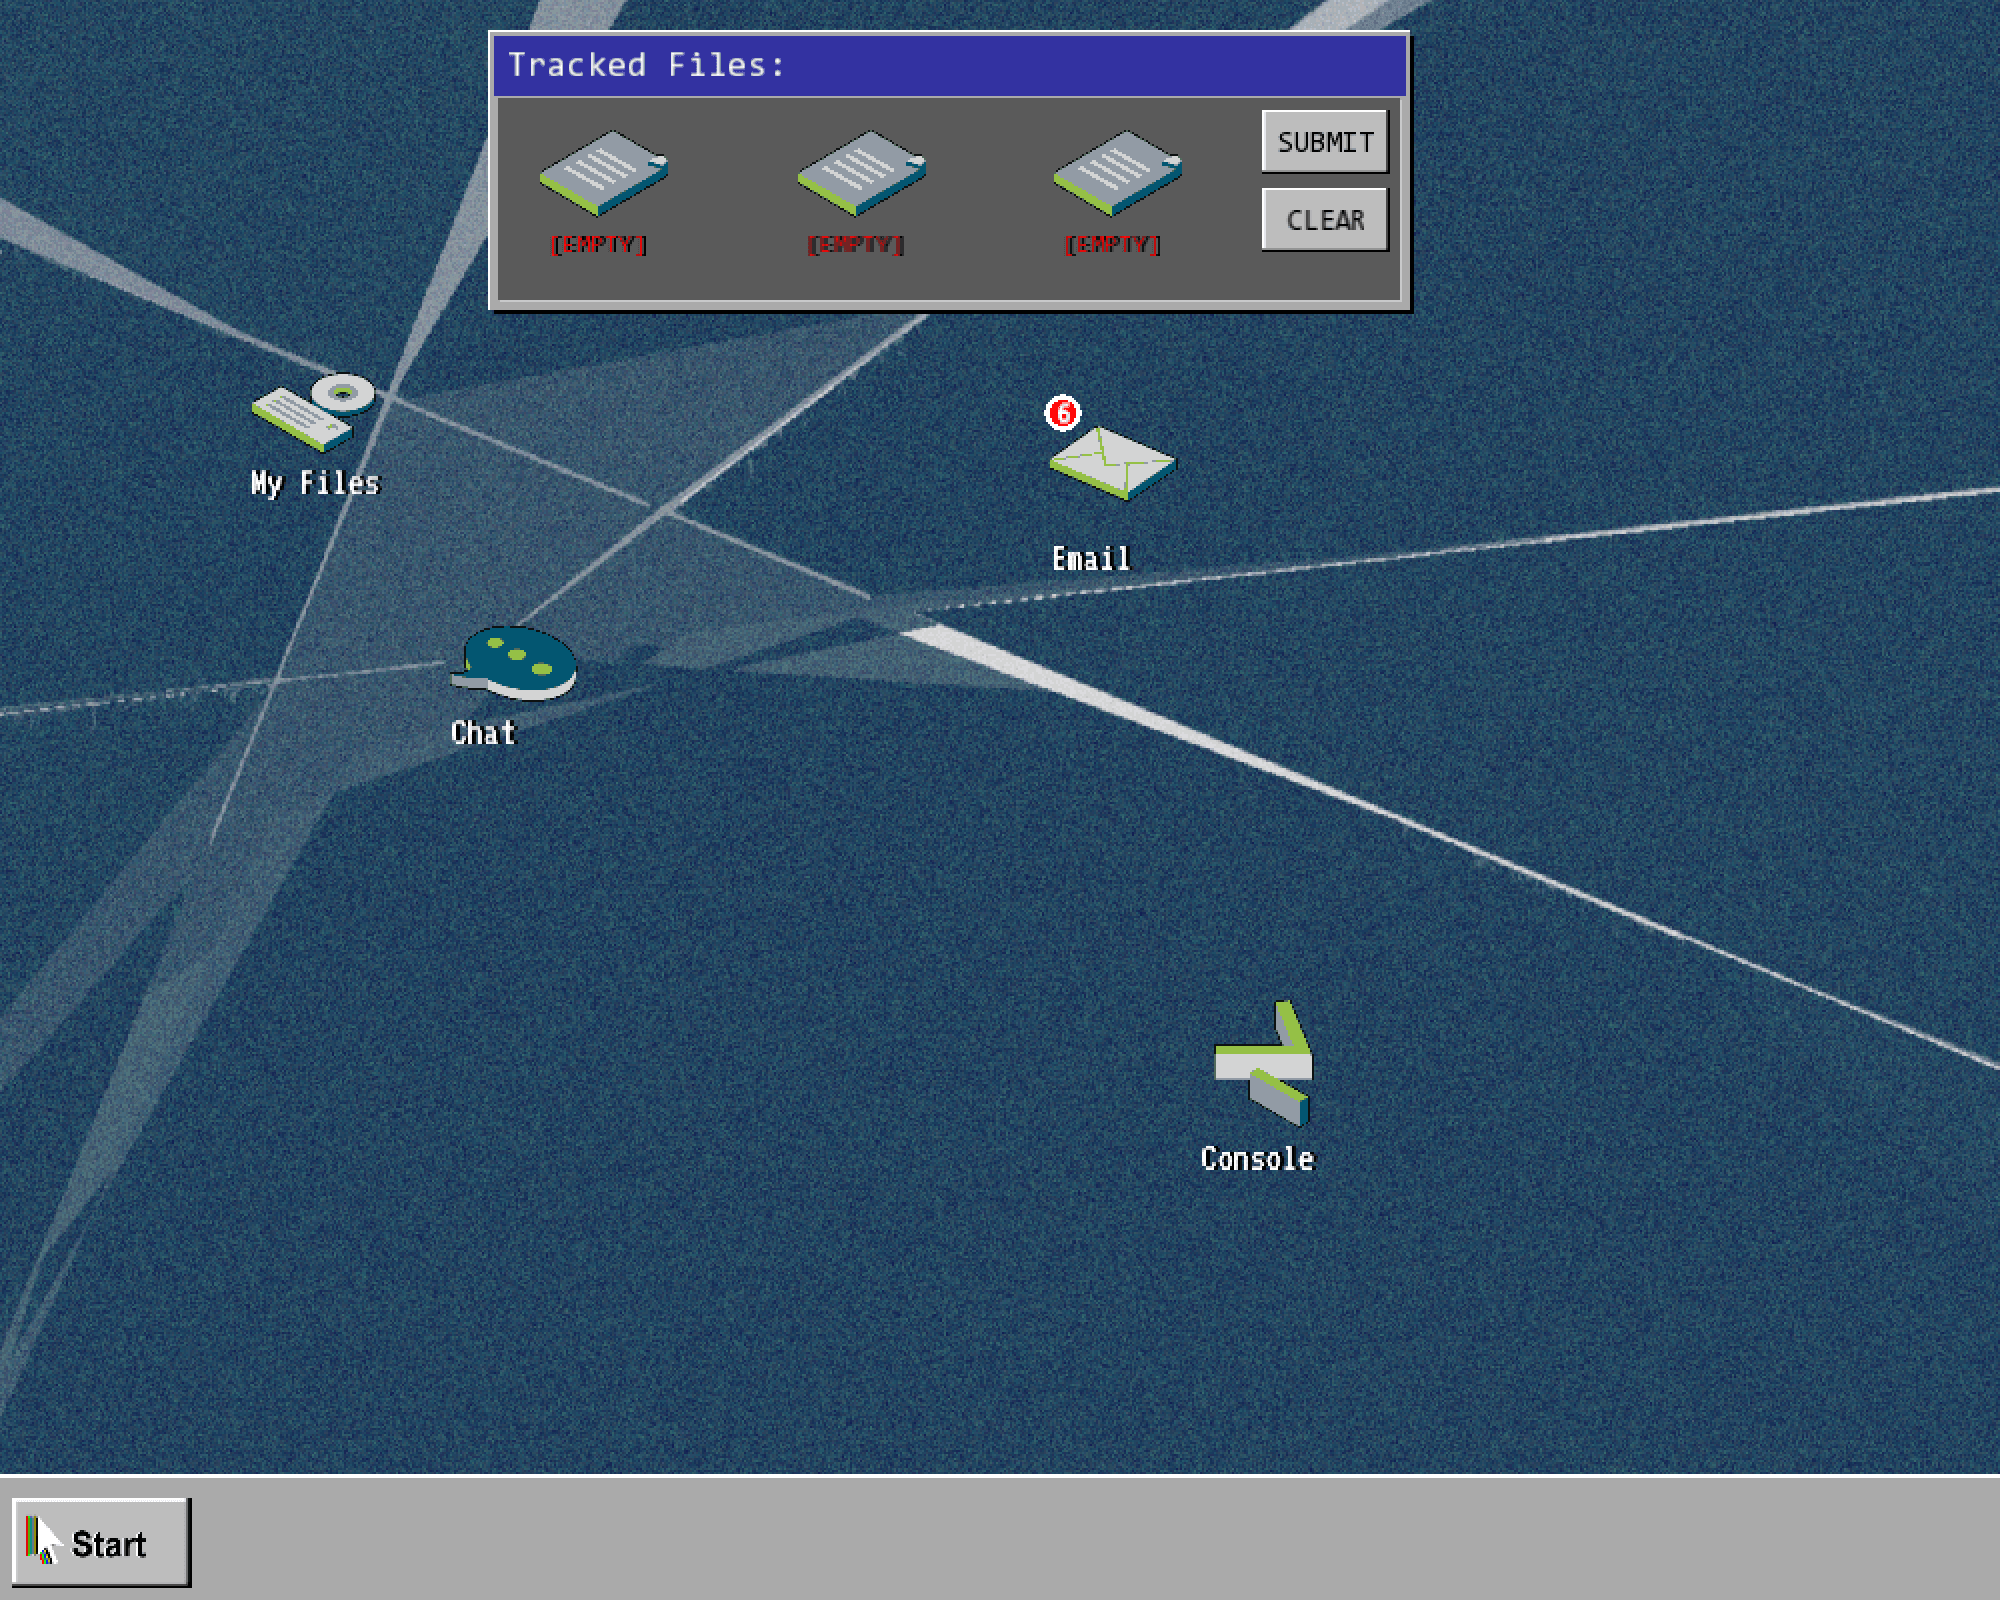 Tracked Files:
SUBMIT
CLEAR
[EMPTY]
[EMPTY]
[EMPTY]
6
My Files
Email
Chat
Console
Start